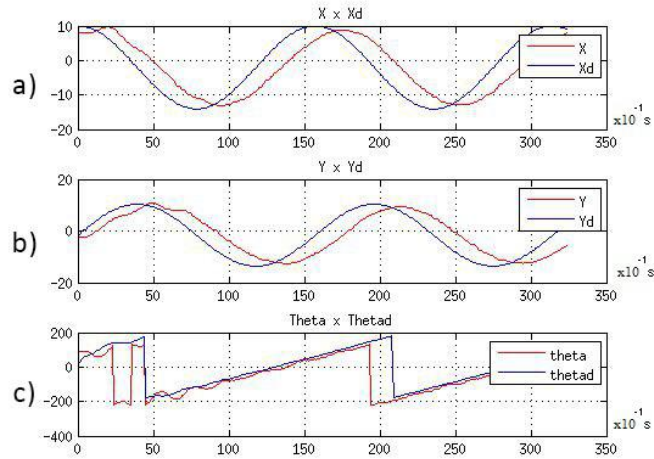 X x Xd
a)
10
0
-10
-20
X
Xd
x10⁻¹ s
0 50 100 150 200 250 300 350
Y x Yd
b)
20
0
-20
Y
Yd
x10⁻¹ s
0 50 100 150 200 250 300 350
Theta x Thetad
c)
200
0
-200
-400
theta
thetad
x10⁻¹ s
0 50 100 150 200 250 300 350